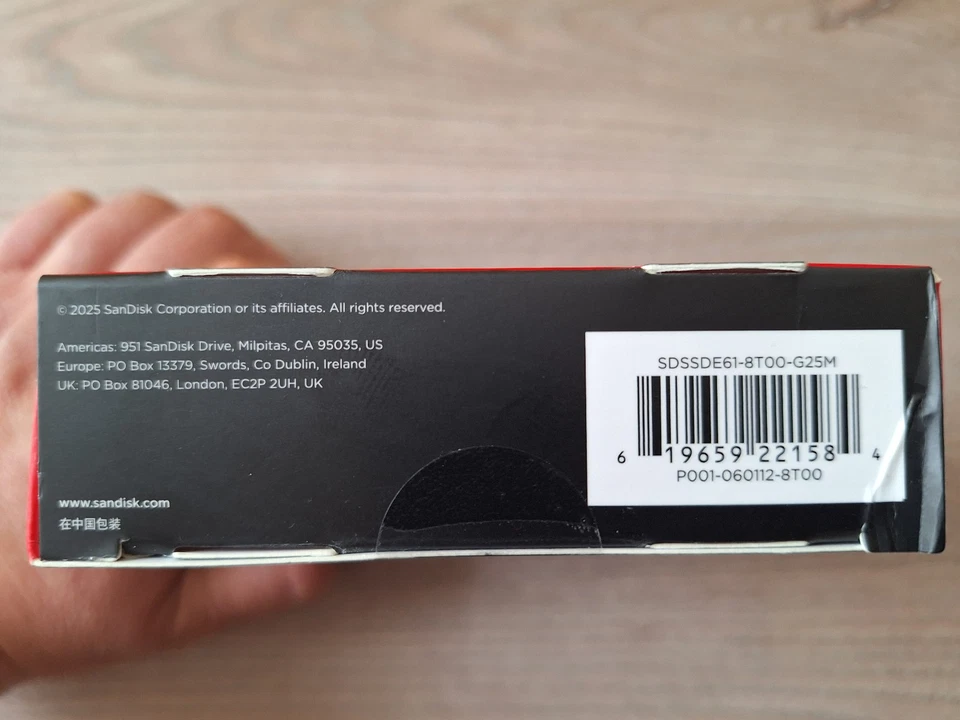 © 2025 SanDisk Corporation or its affiliates. All rights reserved.
Americas: 951 SanDisk Drive, Milpitas, CA 95035, US
Europe: PO Box 13379, Swords, Co Dublin, Ireland
UK: PO Box 81046, London, EC2P 2UH, UK
www.sandisk.com
在中国包装
SDSSDE61-8T00-G25M
6 19659 22158 4
P001-060112-8T00